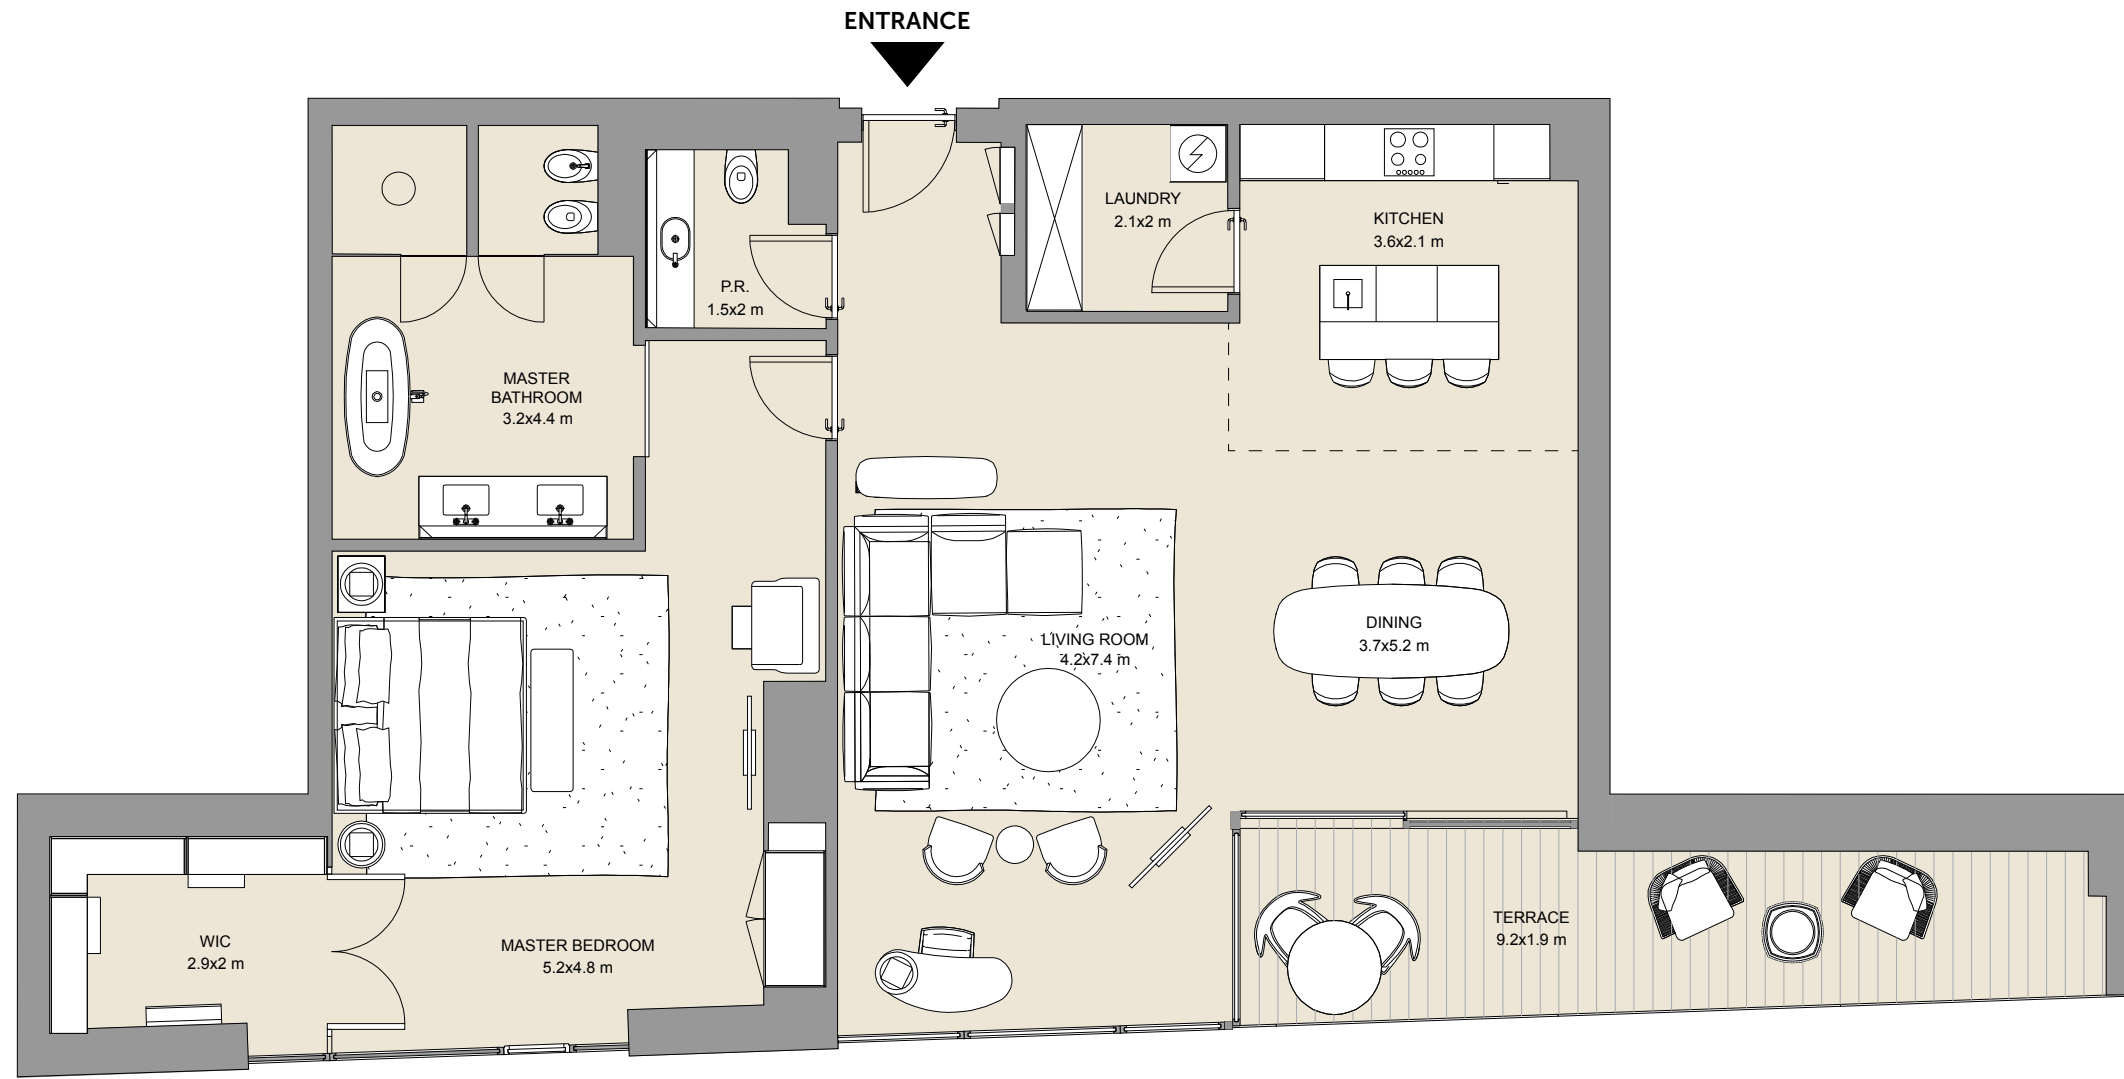 ENTRANCE
LAUNDRY
2.1x2 m
KITCHEN
3.6x2.1 m
P.R.
1.5x2 m
MASTER
BATHROOM
3.2x4.4 m
LIVING ROOM
4.2x7.4 m
DINING
3.7x5.2 m
WIC
2.9x2 m
MASTER BEDROOM
5.2x4.8 m
TERRACE
9.2x1.9 m